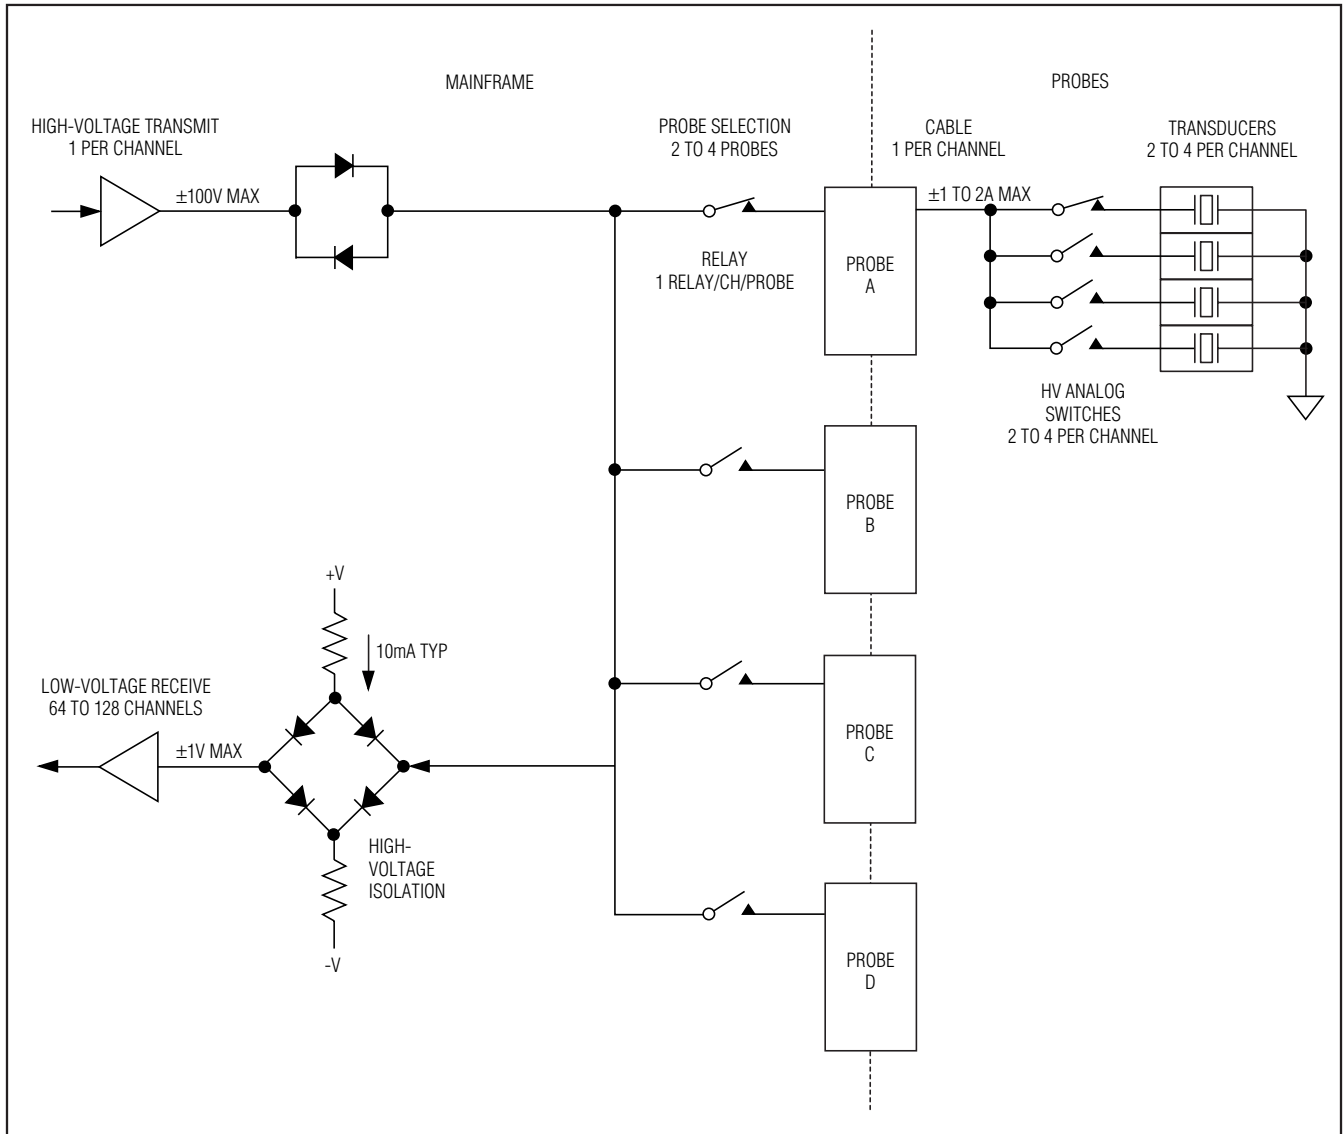 MAINFRAME
PROBES
HIGH-VOLTAGE TRANSMIT
1 PER CHANNEL
PROBE SELECTION
2 TO 4 PROBES
CABLE
1 PER CHANNEL
TRANSDUCERS
2 TO 4 PER CHANNEL
±100V MAX
±1 TO 2A MAX
RELAY
1 RELAY/CH/PROBE
PROBE
A
HV ANALOG
SWITCHES
2 TO 4 PER CHANNEL
PROBE
B
+V
10mA TYP
LOW-VOLTAGE RECEIVE
64 TO 128 CHANNELS
±1V MAX
PROBE
C
HIGH-
VOLTAGE
ISOLATION
-V
PROBE
D